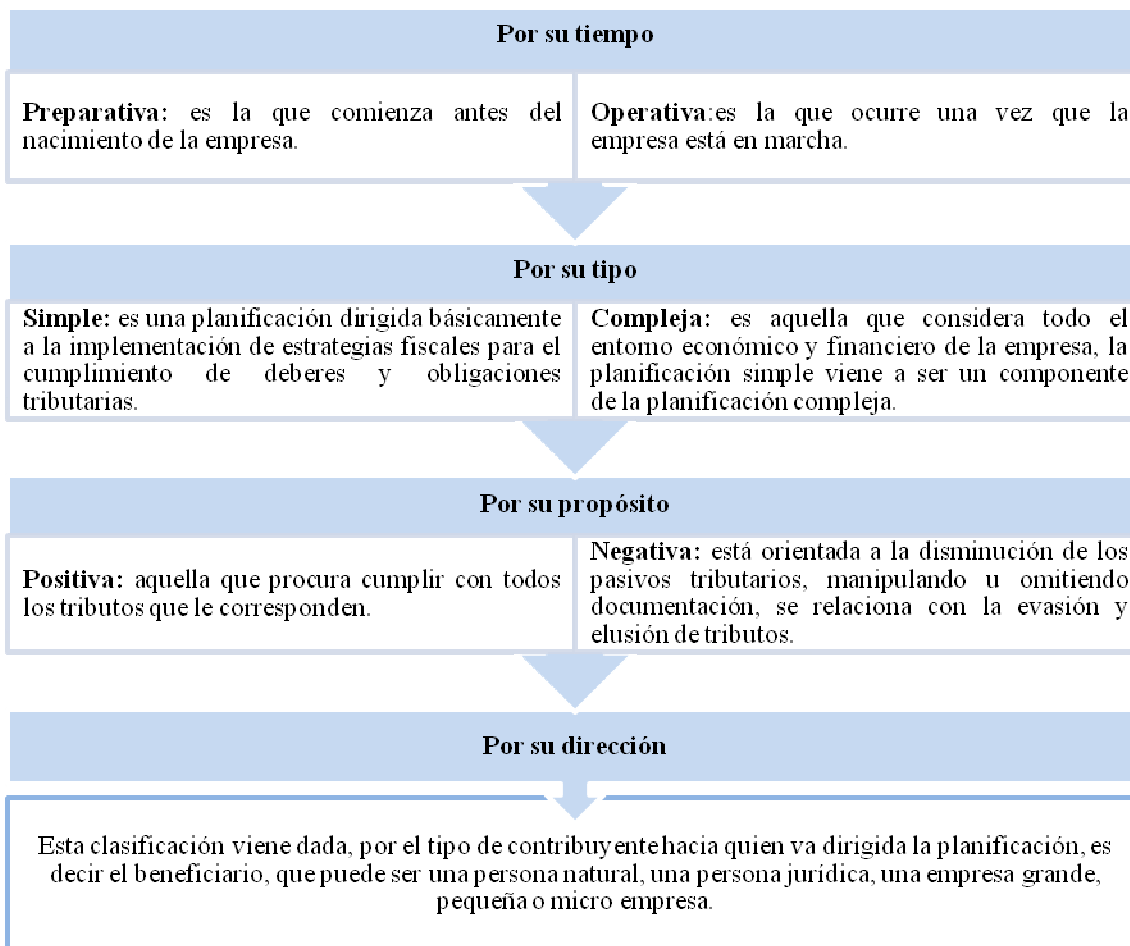 Por su tiempo
Preparativa: es la que comienza antes del
nacimiento de la empresa.
Operativa:es la que ocurre una vez que la
empresa está en marcha.
Por su tipo
Simple: es una planificación dirigida básicamente
a la implementación de estrategias fiscales para el
cumplimiento de deberes y obligaciones
tributarias.
Compleja: es aquella que considera todo el
entorno económico y financiero de la empresa, la
planificación simple viene a ser un componente
de la planificación compleja.
Por su propósito
Positiva: aquella que procura cumplir con todos
los tributos que le corresponden.
Negativa: está orientada a la disminución de los
pasivos tributarios, manipulando u omitiendo
documentación, se relaciona con la evasión y
elusión de tributos.
Por su dirección
Esta clasificación viene dada, por el tipo de contribuyente hacia quien va dirigida la planificación, es
decir el beneficiario, que puede ser una persona natural, una persona jurídica, una empresa grande,
pequeña o micro empresa.